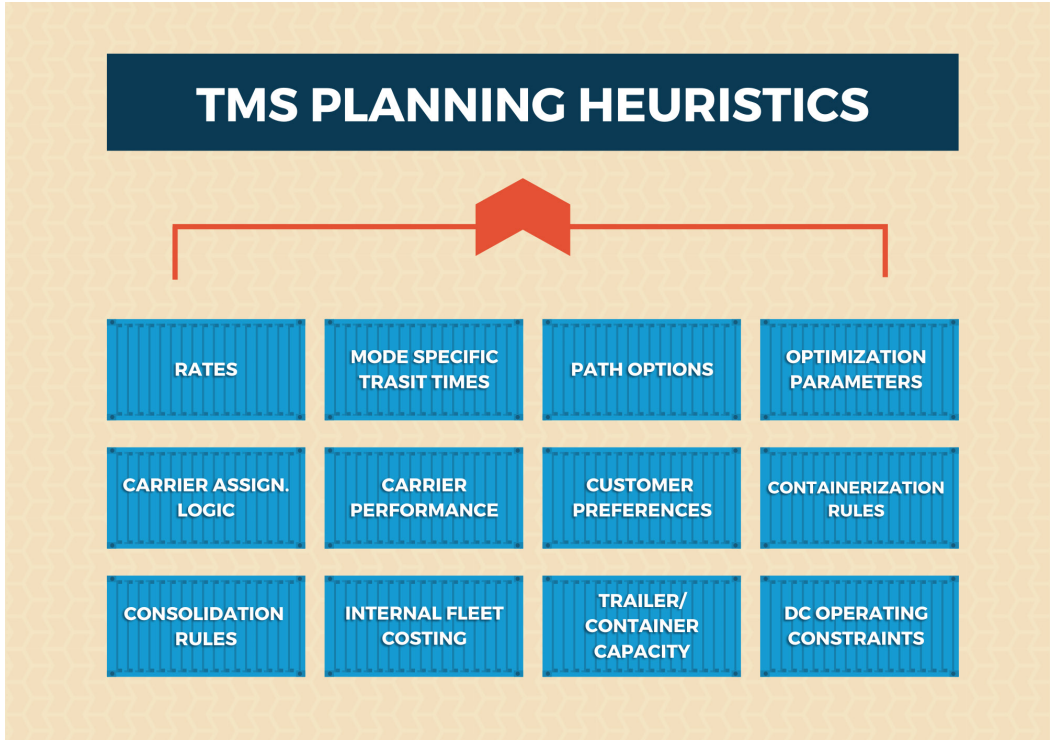 TMS PLANNING HEURISTICS
RATES
MODE SPECIFIC
TRASIT TIMES
PATH OPTIONS
OPTIMIZATION
PARAMETERS
CARRIER ASSIGN.
LOGIC
CARRIER
PERFORMANCE
CUSTOMER
PREFERENCES
CONTAINERIZATION
RULES
CONSOLIDATION
RULES
INTERNAL FLEET
COSTING
TRAILER/
CONTAINER
CAPACITY
DC OPERATING
CONSTRAINTS